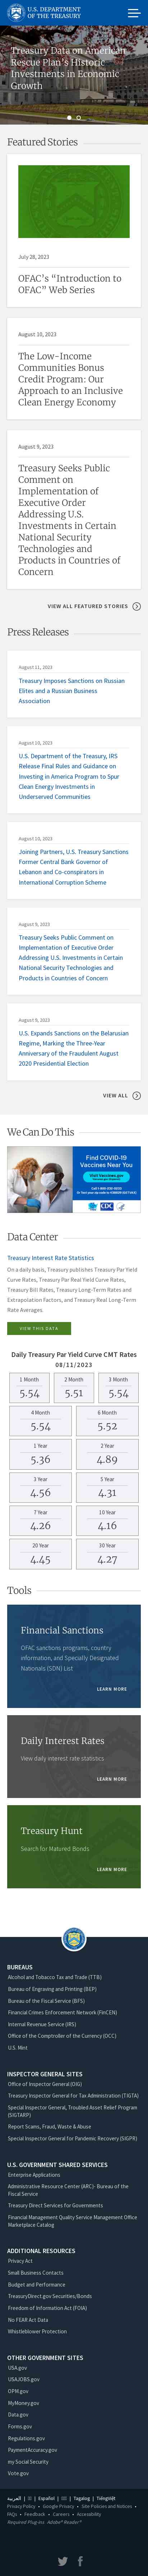 U.S. DEPARTMENT
OF THE TREASURY
Treasury Data on American
Rescue Plan's Historic
Investments in Economic
Growth
Featured Stories
July 28, 2023
OFAC's "Introduction to
OFAC" Web Series
August 10, 2023
The Low-Income
Communities Bonus
Credit Program: Our
Approach to an Inclusive
Clean Energy Economy
August 9, 2023
Treasury Seeks Public
Comment on
Implementation of
Executive Order
Addressing U.S.
Investments in Certain
National Security
Technologies and
Products in Countries of
Concern
VIEW ALL FEATURED STORIES
Press Releases
August 11, 2023
Treasury Imposes Sanctions on Russian
Elites and a Russian Business
Association
August 10, 2023
U.S. Department of the Treasury, IRS
Release Final Rules and Guidance on
Investing in America Program to Spur
Clean Energy Investments in
Underserved Communities
August 10, 2023
Joining Partners, U.S. Treasury Sanctions
Former Central Bank Governor of
Lebanon and Co-conspirators in
International Corruption Scheme
August 9, 2023
Treasury Seeks Public Comment on
Implementation of Executive Order
Addressing U.S. Investments in Certain
National Security Technologies and
Products in Countries of Concern
August 9, 2023
U.S. Expands Sanctions on the Belarusian
Regime, Marking the Three-Year
Anniversary of the Fraudulent August
2020 Presidential Election
VIEW ALL
We Can Do This
Find COVID-19
Vaccines Near You
Visit Vaccines.gov
CDC
Data Center
Treasury Interest Rate Statistics
On a daily basis, Treasury publishes Treasury Par Yield
Curve Rates, Treasury Par Real Yield Curve Rates,
Treasury Bill Rates, Treasury Long-Term Rates and
Extrapolation Factors, and Treasury Real Long-Term
Rate Averages.
VIEW THIS DATA
Daily Treasury Par Yield Curve CMT Rates
08/11/2023
1 Month 2 Month 3 Month
5.54 5.51 5.54
4 Month 6 Month
5.54 5.52
1 Year 2 Year
5.36 4.89
3 Year 5 Year
4.56 4.31
7 Year 10 Year
4.26 4.16
20 Year 30 Year
4.45 4.27
Tools
Financial Sanctions
OFAC sanctions programs, country
information, and Specially Designated
Nationals (SDN) List
LEARN MORE
Daily Interest Rates
View daily interest rate statistics
LEARN MORE
Treasury Hunt
Search for Matured Bonds
LEARN MORE
BUREAUS
Alcohol and Tobacco Tax and Trade (TTB)
Bureau of Engraving and Printing (BEP)
Bureau of the Fiscal Service (BFS)
Financial Crimes Enforcement Network (FinCEN)
Internal Revenue Service (IRS)
Office of the Comptroller of the Currency (OCC)
U.S. Mint
INSPECTOR GENERAL SITES
Office of Inspector General (OIG)
Treasury Inspector General for Tax Administration (TIGTA)
Special Inspector General, Troubled Asset Relief Program
(SIGTARP)
Report Scams, Fraud, Waste & Abuse
Special Inspector General for Pandemic Recovery (SIGPR)
U.S. GOVERNMENT SHARED SERVICES
Enterprise Applications
Administrative Resource Center (ARC)- Bureau of the
Fiscal Service
Treasury Direct Services for Governments
Financial Management Quality Service Management Office
Marketplace Catalog
ADDITIONAL RESOURCES
Privacy Act
Small Business Contacts
Budget and Performance
TreasuryDirect.gov Securities/Bonds
Freedom of Information Act (FOIA)
No FEAR Act Data
Whistleblower Protection
OTHER GOVERNMENT SITES
USA.gov
USAJOBS.gov
OPM.gov
MyMoney.gov
Data.gov
Forms.gov
Regulations.gov
PaymentAccuracy.gov
my Social Security
Vote.gov
العربية | Español | Tagalog | TiếngViệt
Privacy Policy • Google Privacy • Site Policies and Notices •
FAQs • Feedback • Careers • Accessibility
Required Plug-ins Adobe® Reader®